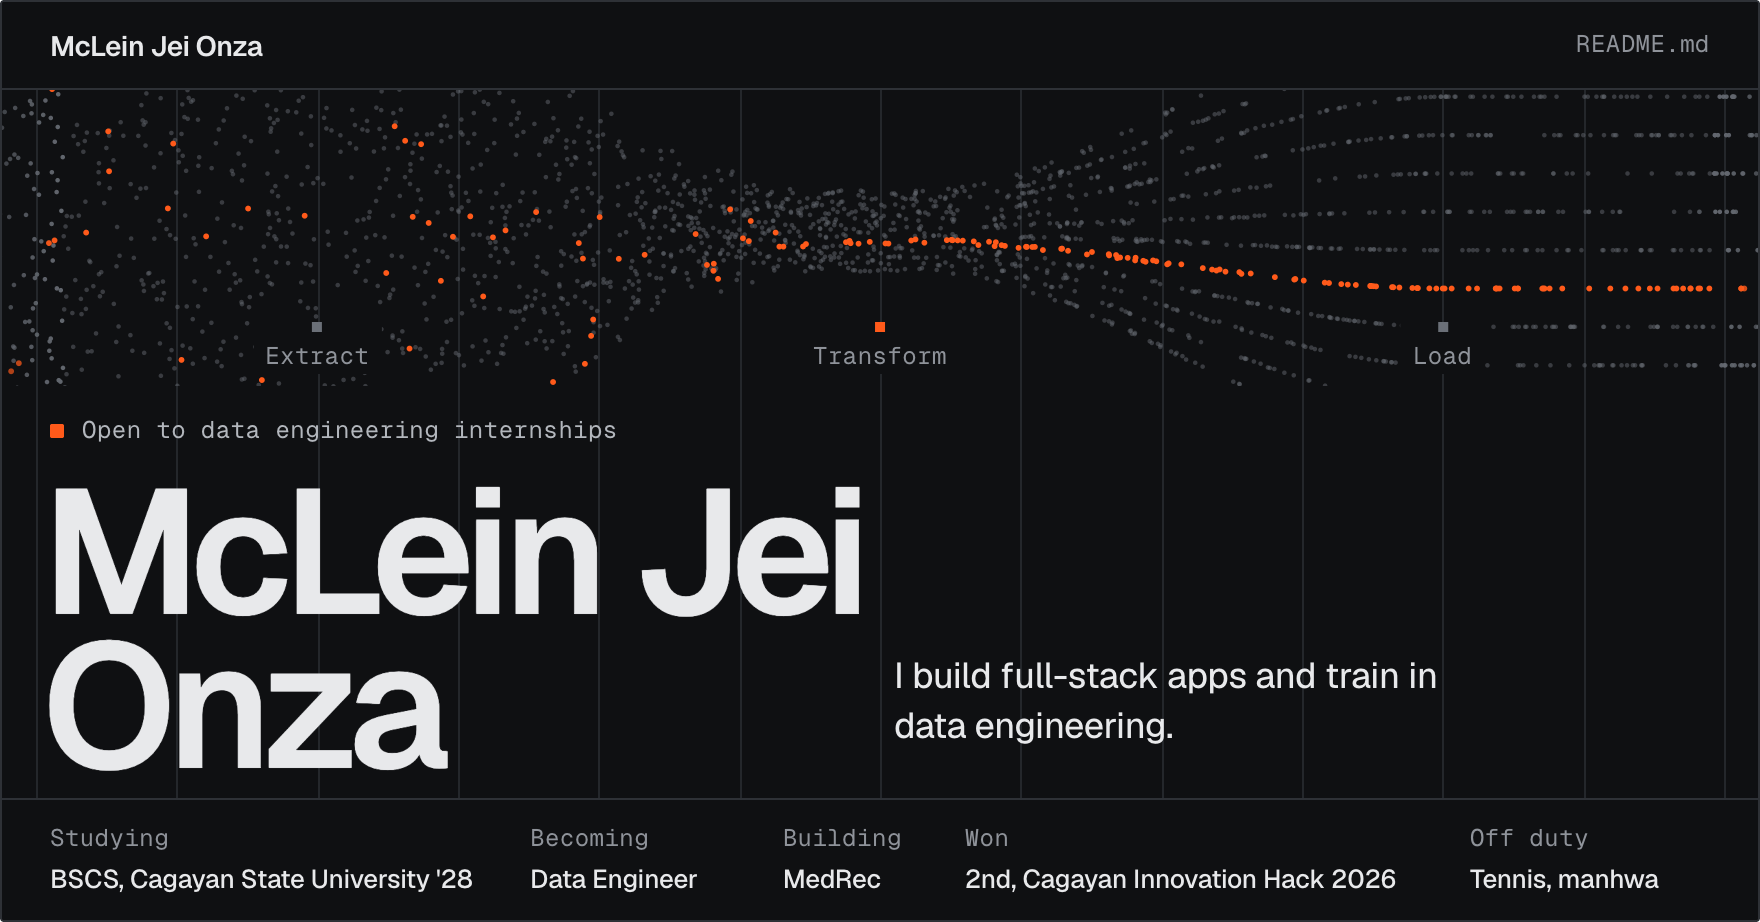 McLein Jei Onza
README.md
Extract
Transform
Load
Open to data engineering internships
McLein Jei
Onza
I build full-stack apps and train in
data engineering.
Studying
BSCS, Cagayan State University '28
Becoming
Data Engineer
Building
MedRec
Won
2nd, Cagayan Innovation Hack 2026
Off duty
Tennis, manhwa